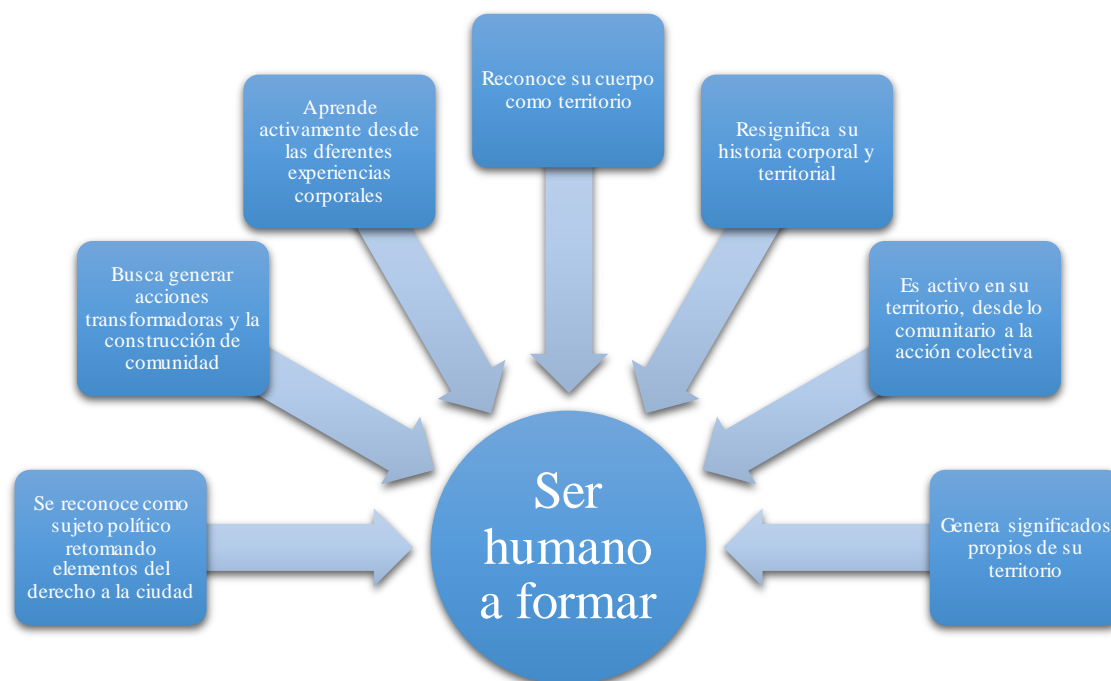 Reconoce su cuerpo
como territorio
Aprende
activamente desde
las dferentes
experiencias
corporales
Resignifica su
historia corporal y
territorial
Busca generar
acciones
transformadoras y la
construcción de
comunidad
Es activo en su
territorio, desde lo
comunitario a la
acción colectiva
Se reconoce como
sujeto político
retomando
elementos del
derecho a la ciudad
Genera significados
propios de su
territorio
Ser
humano
a formar